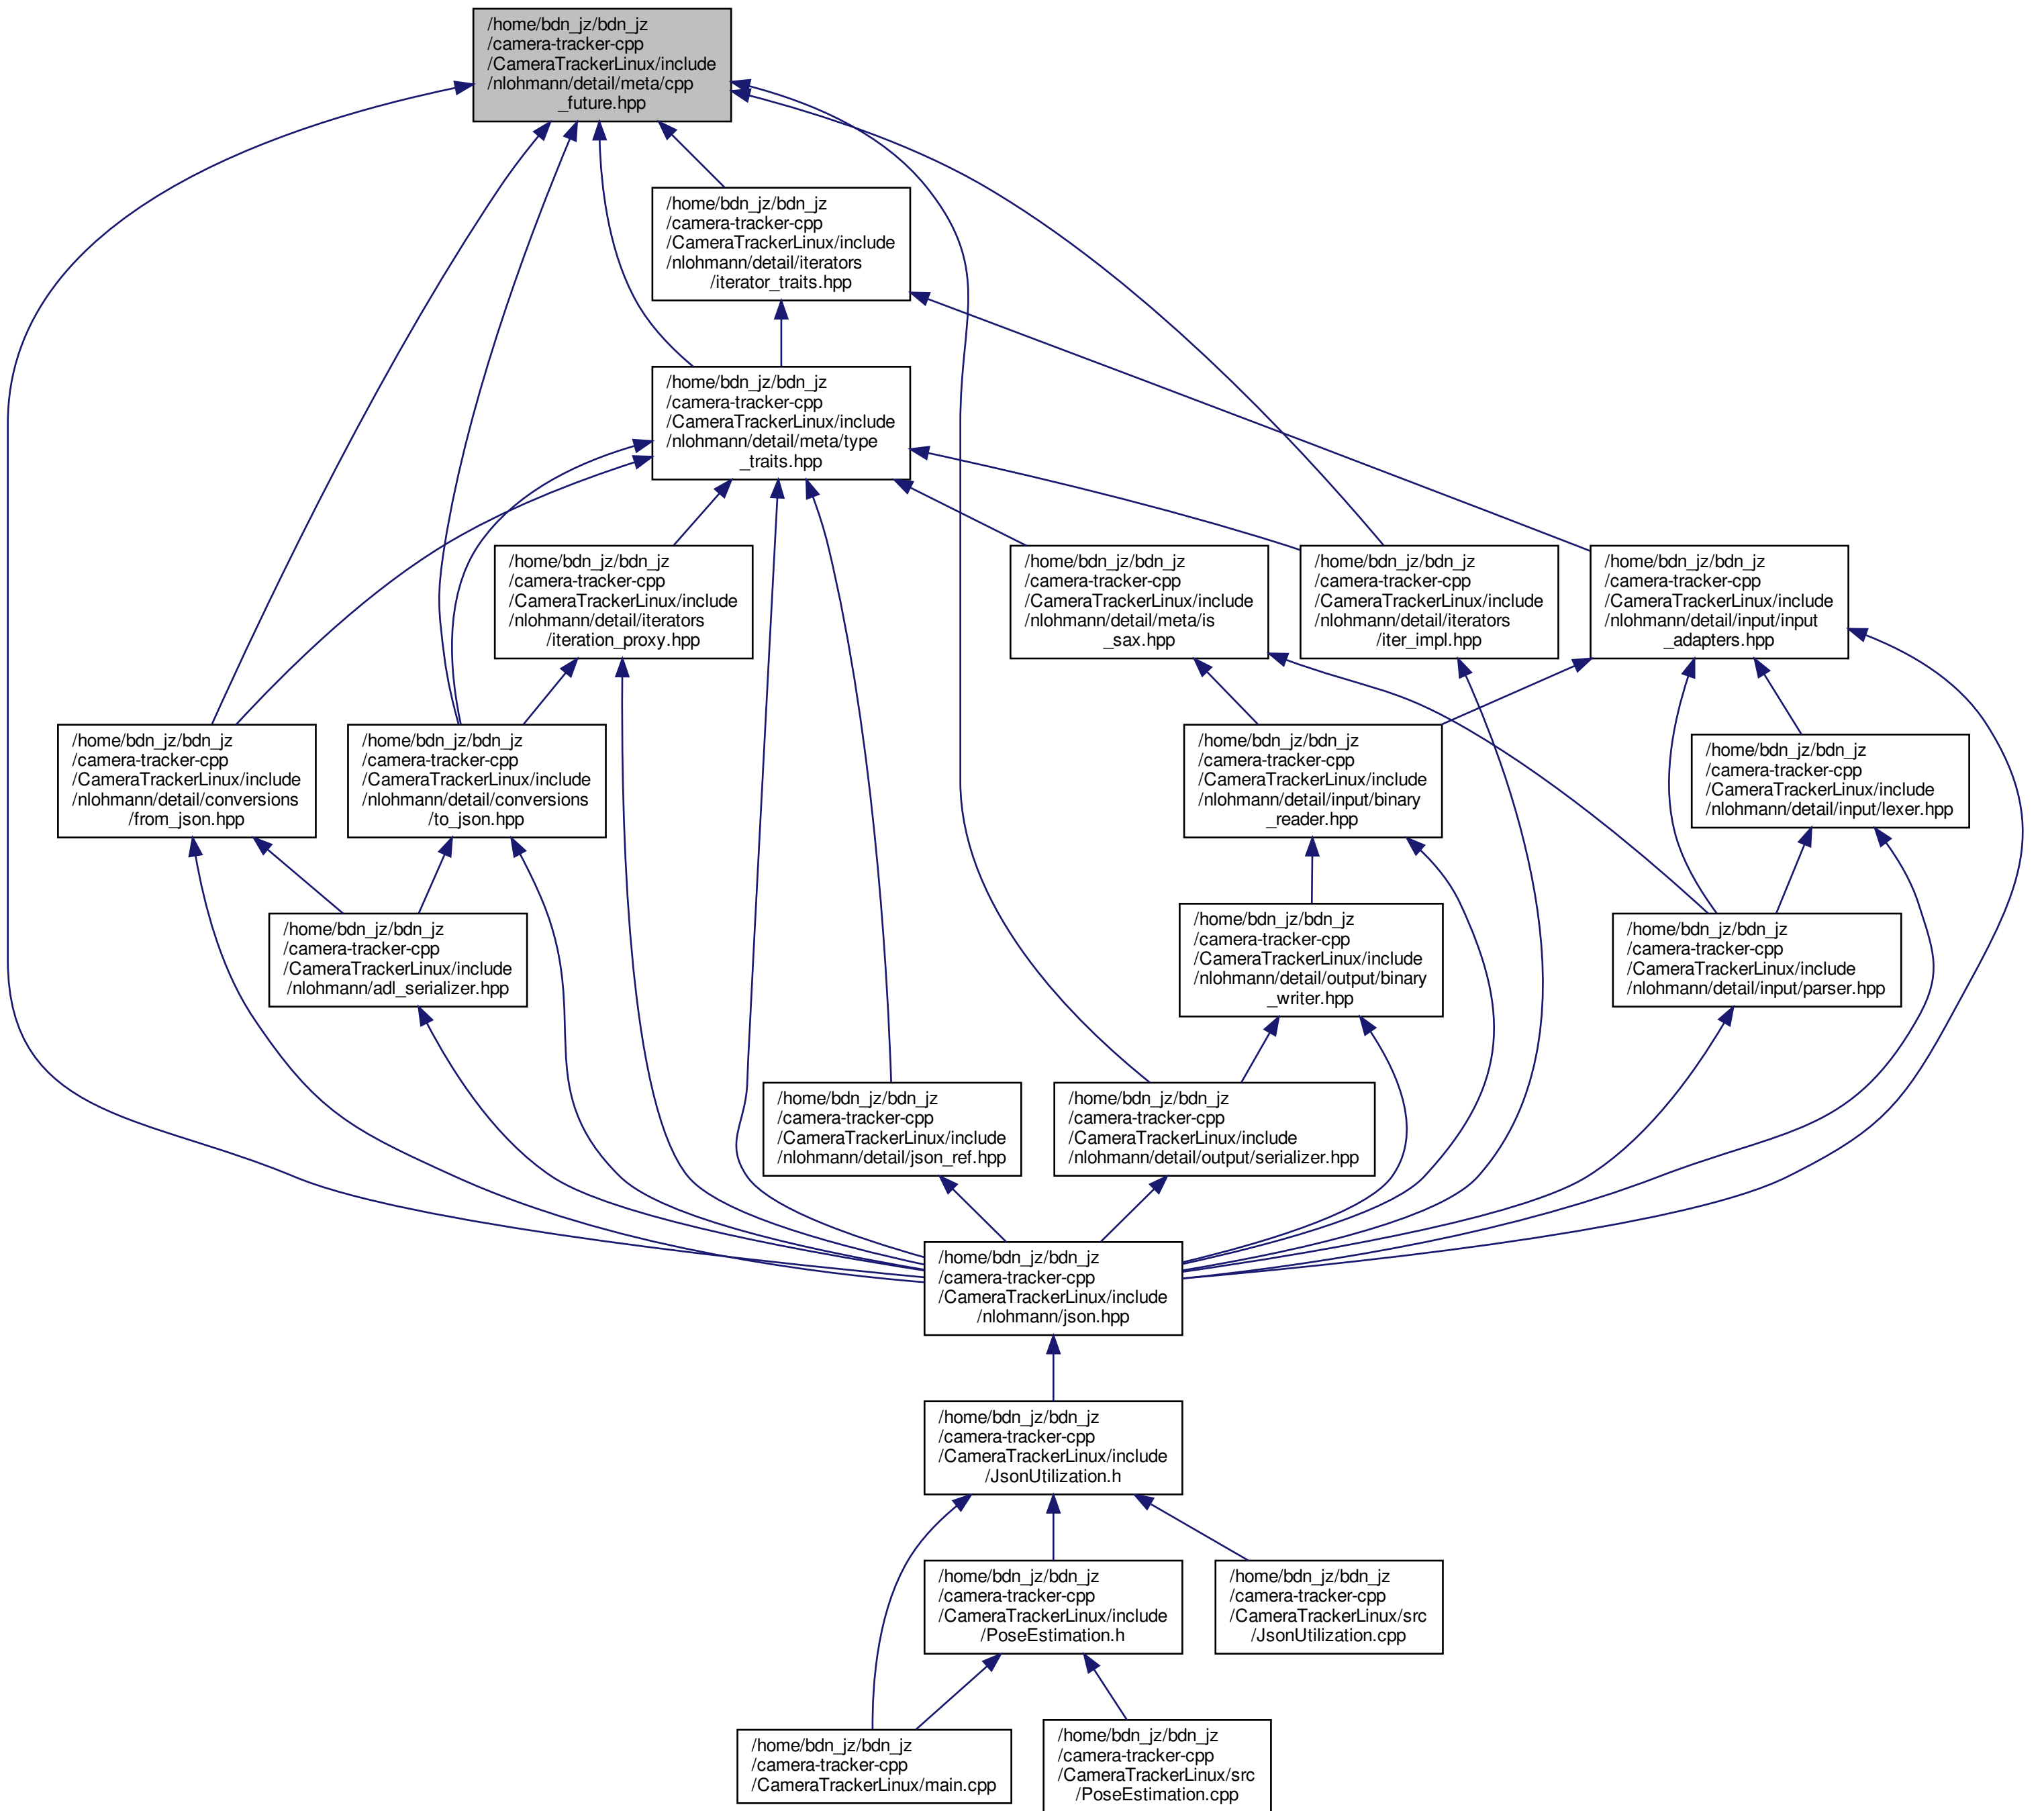 /home/bdn_jz/bdn_jz
/camera-tracker-cpp
/CameraTrackerLinux/include
/nlohmann/detail/meta/cpp
_future.hpp
/home/bdn_jz/bdn_jz
/camera-tracker-cpp
/CameraTrackerLinux/include
/nlohmann/detail/iterators
/iterator_traits.hpp
/home/bdn_jz/bdn_jz
/camera-tracker-cpp
/CameraTrackerLinux/include
/nlohmann/detail/meta/type
_traits.hpp
/home/bdn_jz/bdn_jz
/camera-tracker-cpp
/CameraTrackerLinux/include
/nlohmann/detail/iterators
/iteration_proxy.hpp
/home/bdn_jz/bdn_jz
/camera-tracker-cpp
/CameraTrackerLinux/include
/nlohmann/detail/meta/is
_sax.hpp
/home/bdn_jz/bdn_jz
/camera-tracker-cpp
/CameraTrackerLinux/include
/nlohmann/detail/iterators
/iter_impl.hpp
/home/bdn_jz/bdn_jz
/camera-tracker-cpp
/CameraTrackerLinux/include
/nlohmann/detail/input/input
_adapters.hpp
/home/bdn_jz/bdn_jz
/camera-tracker-cpp
/CameraTrackerLinux/include
/nlohmann/detail/conversions
/from_json.hpp
/home/bdn_jz/bdn_jz
/camera-tracker-cpp
/CameraTrackerLinux/include
/nlohmann/detail/conversions
/to_json.hpp
/home/bdn_jz/bdn_jz
/camera-tracker-cpp
/CameraTrackerLinux/include
/nlohmann/detail/input/binary
_reader.hpp
/home/bdn_jz/bdn_jz
/camera-tracker-cpp
/CameraTrackerLinux/include
/nlohmann/detail/input/lexer.hpp
/home/bdn_jz/bdn_jz
/camera-tracker-cpp
/CameraTrackerLinux/include
/nlohmann/adl_serializer.hpp
/home/bdn_jz/bdn_jz
/camera-tracker-cpp
/CameraTrackerLinux/include
/nlohmann/detail/output/binary
_writer.hpp
/home/bdn_jz/bdn_jz
/camera-tracker-cpp
/CameraTrackerLinux/include
/nlohmann/detail/input/parser.hpp
/home/bdn_jz/bdn_jz
/camera-tracker-cpp
/CameraTrackerLinux/include
/nlohmann/detail/json_ref.hpp
/home/bdn_jz/bdn_jz
/camera-tracker-cpp
/CameraTrackerLinux/include
/nlohmann/detail/output/serializer.hpp
/home/bdn_jz/bdn_jz
/camera-tracker-cpp
/CameraTrackerLinux/include
/nlohmann/json.hpp
/home/bdn_jz/bdn_jz
/camera-tracker-cpp
/CameraTrackerLinux/include
/JsonUtilization.h
/home/bdn_jz/bdn_jz
/camera-tracker-cpp
/CameraTrackerLinux/include
/PoseEstimation.h
/home/bdn_jz/bdn_jz
/camera-tracker-cpp
/CameraTrackerLinux/src
/JsonUtilization.cpp
/home/bdn_jz/bdn_jz
/camera-tracker-cpp
/CameraTrackerLinux/main.cpp
/home/bdn_jz/bdn_jz
/camera-tracker-cpp
/CameraTrackerLinux/src
/PoseEstimation.cpp